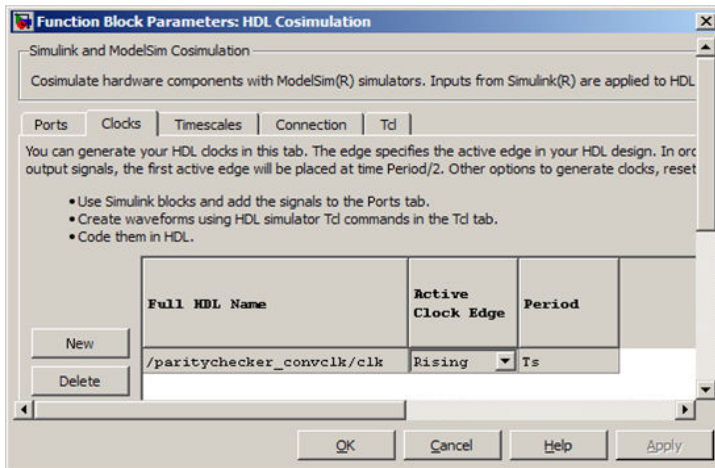 Function Block Parameters: HDL Cosimulation
Simulink and ModelSim Cosimulation
Cosimulate hardware components with ModelSim(R) simulators. Inputs from Simulink(R) are applied to HDL
Ports Clocks Timescales Connection Tcl
You can generate your HDL clocks in this tab. The edge specifies the active edge in your HDL design. In orc
output signals, the first active edge will be placed at time Period/2. Other options to generate clocks, reset
•Use Simulink blocks and add the signals to the Ports tab.
•Create waveforms using HDL simulator Tcl commands in the Tcl tab.
•Code them in HDL.
Full HDL Name Active Clock Edge Period
New
/paritychecker_convclk/clk Rising Ts
Delete
OK Cancel Help Apply